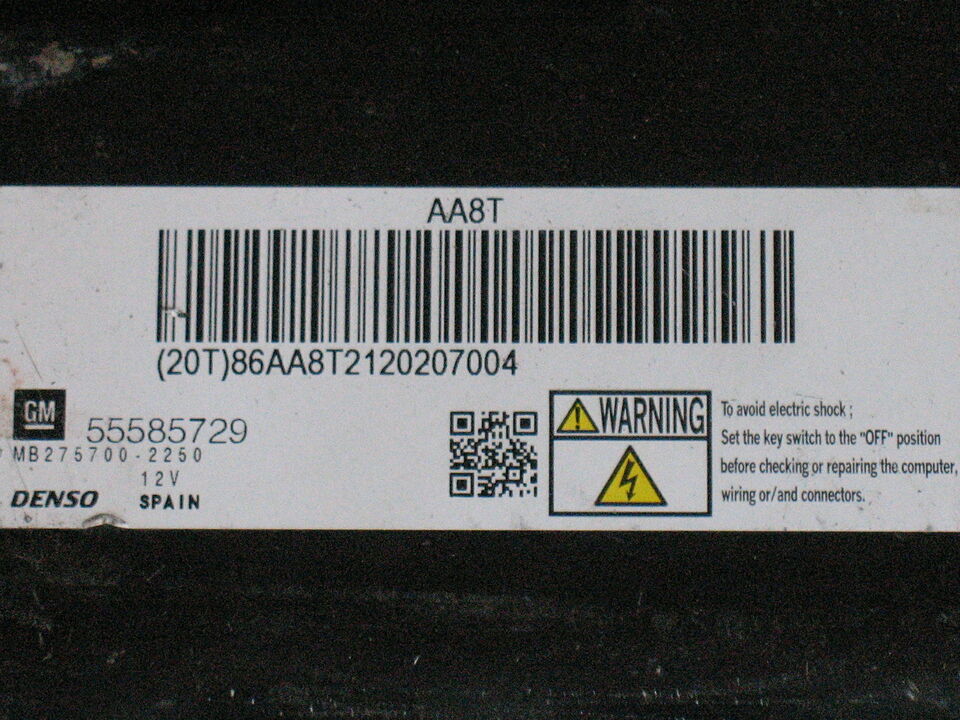 AA8T
(20T)86AA8T2120207004
GM 55585729
MB275700-2250
12V
DENSO SPAIN
WARNING
To avoid electric shock ;
Set the key switch to the "OFF" position
before checking or repairing the computer,
wiring or/and connectors.